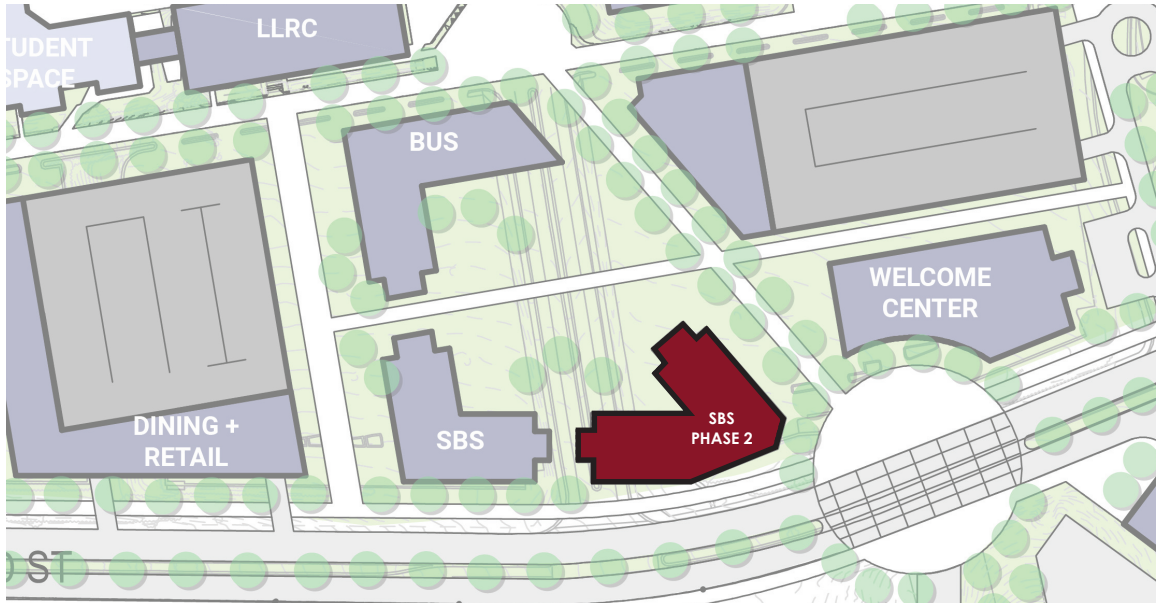 LLRC
TUDENT
SPACE
BUS
WELCOME
CENTER
DINING +
RETAIL
SBS
SBS
PHASE 2
ST